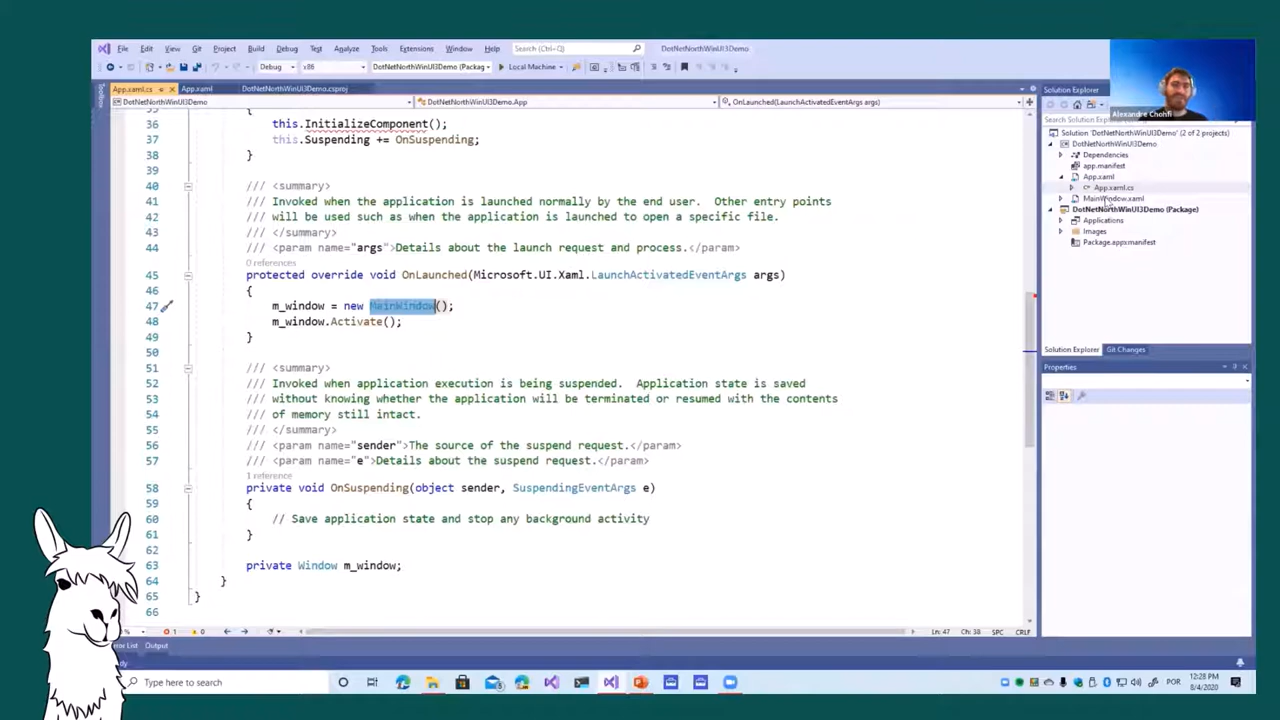 File Edit View Git Project Build Debug Test Analyze Tools Extensions Window Help Search (Ctrl+Q) DotNetNorthWinUI3Demo
Debug x86 DotNetNorthWinUI3Demo (Packag Local Machine
App.xaml.cs App.xaml DotNetNorthWinUI3Demo.csproj
DotNetNorthWinUI3Demo DotNetNorthWinUI3Demo.App OnLaunched(LaunchActivatedEventArgs args)
Toolbox
35 {
36 this.InitializeComponent();
37 this.Suspending += OnSuspending;
38 }
39
40 /// <summary>
41 /// Invoked when the application is launched normally by the end user.  Other entry points
42 /// will be used such as when the application is launched to open a specific file.
43 /// </summary>
44 /// <param name="args">Details about the launch request and process.</param>
0 references
45 protected override void OnLaunched(Microsoft.UI.Xaml.LaunchActivatedEventArgs args)
46 {
47 m_window = new MainWindow();
48 m_window.Activate();
49 }
50
51 /// <summary>
52 /// Invoked when application execution is being suspended.  Application state is saved
53 /// without knowing whether the application will be terminated or resumed with the contents
54 /// of memory still intact.
55 /// </summary>
56 /// <param name="sender">The source of the suspend request.</param>
57 /// <param name="e">Details about the suspend request.</param>
1 reference
58 private void OnSuspending(object sender, SuspendingEventArgs e)
59 {
60 // Save application state and stop any background activity
61 }
62
63 private Window m_window;
64 }
65 }
66
1 0 Ln: 47 Ch: 38 SPC CRLF
Output
Alexandre Chohfi
Solution Explorer
Solution 'DotNetNorthWinUI3Demo' (2 of 2 projects)
DotNetNorthWinUI3Demo
Dependencies
app.manifest
App.xaml
App.xaml.cs
MainWindow.xaml
DotNetNorthWinUI3Demo (Package)
Applications
Images
Package.appxmanifest
Solution Explorer Git Changes
Properties
Type here to search
POR 12:28 PM
8/4/2020